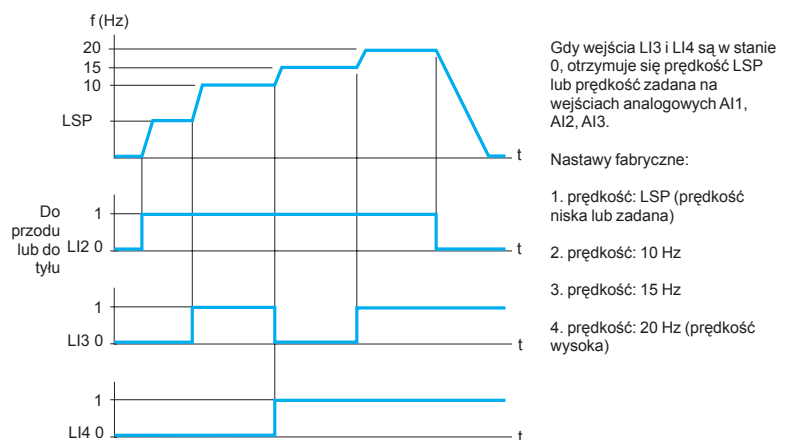 f (Hz)
20
15
10
LSP
t
Do
przodu
lub do
tyłu
1
LI2 0
t
1
LI3 0
t
1
LI4 0
t
Gdy wejścia LI3 i LI4 są w stanie
0, otrzymuje się prędkość LSP
lub prędkość zadana na
wejściach analogowych AI1,
AI2, AI3.
Nastawy fabryczne:
1. prędkość: LSP (prędkość
niska lub zadana)
2. prędkość: 10 Hz
3. prędkość: 15 Hz
4. prędkość: 20 Hz (prędkość
wysoka)